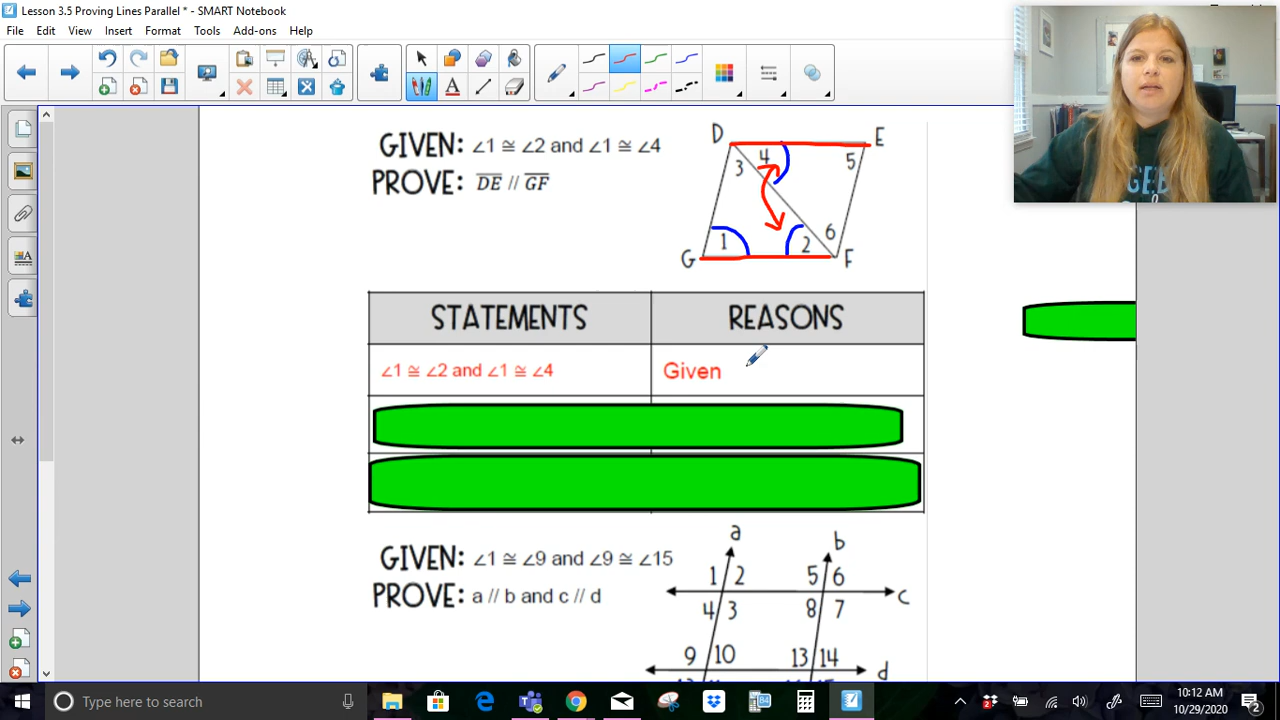 Lesson 3.5 Proving Lines Parallel * - SMART Notebook
File Edit View Insert Format Tools Add-ons Help
GIVEN: ∠1 ≅ ∠2 and ∠1 ≅ ∠4
PROVE: DE // GF
D
E
3
4
5
1
2
6
G
F
STATEMENTS
REASONS
∠1 ≅ ∠2 and ∠1 ≅ ∠4
Given
GIVEN: ∠1 ≅ ∠9 and ∠9 ≅ ∠15
PROVE: a // b and c // d
a
b
1 2
5 6
c
4 3
8 7
9 10
13 14
d
Type here to search
10:12 AM
10/29/2020
2